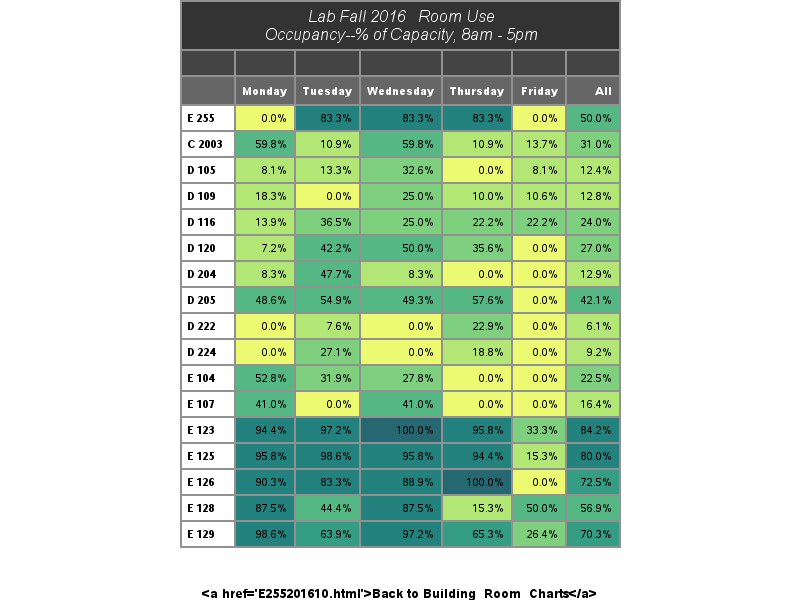 Lab Fall 2016 Room Use
Occupancy--% of Capacity, 8am - 5pm
Monday Tuesday Wednesday Thursday Friday All
E 255 0.0% 83.3% 83.3% 83.3% 0.0% 50.0%
C 2003 59.8% 10.9% 59.8% 10.9% 13.7% 31.0%
D 105 8.1% 13.3% 32.6% 0.0% 8.1% 12.4%
D 109 18.3% 0.0% 25.0% 10.0% 10.6% 12.8%
D 116 13.9% 36.5% 25.0% 22.2% 22.2% 24.0%
D 120 7.2% 42.2% 50.0% 35.6% 0.0% 27.0%
D 204 8.3% 47.7% 8.3% 0.0% 0.0% 12.9%
D 205 48.6% 54.9% 49.3% 57.6% 0.0% 42.1%
D 222 0.0% 7.6% 0.0% 22.9% 0.0% 6.1%
D 224 0.0% 27.1% 0.0% 18.8% 0.0% 9.2%
E 104 52.8% 31.9% 27.8% 0.0% 0.0% 22.5%
E 107 41.0% 0.0% 41.0% 0.0% 0.0% 16.4%
E 123 94.4% 97.2% 100.0% 95.8% 33.3% 84.2%
E 125 95.8% 98.6% 95.8% 94.4% 15.3% 80.0%
E 126 90.3% 83.3% 88.9% 100.0% 0.0% 72.5%
E 128 87.5% 44.4% 87.5% 15.3% 50.0% 56.9%
E 129 98.6% 63.9% 97.2% 65.3% 26.4% 70.3%
<a href='E255201610.html'>Back to Building_Room_Charts</a>